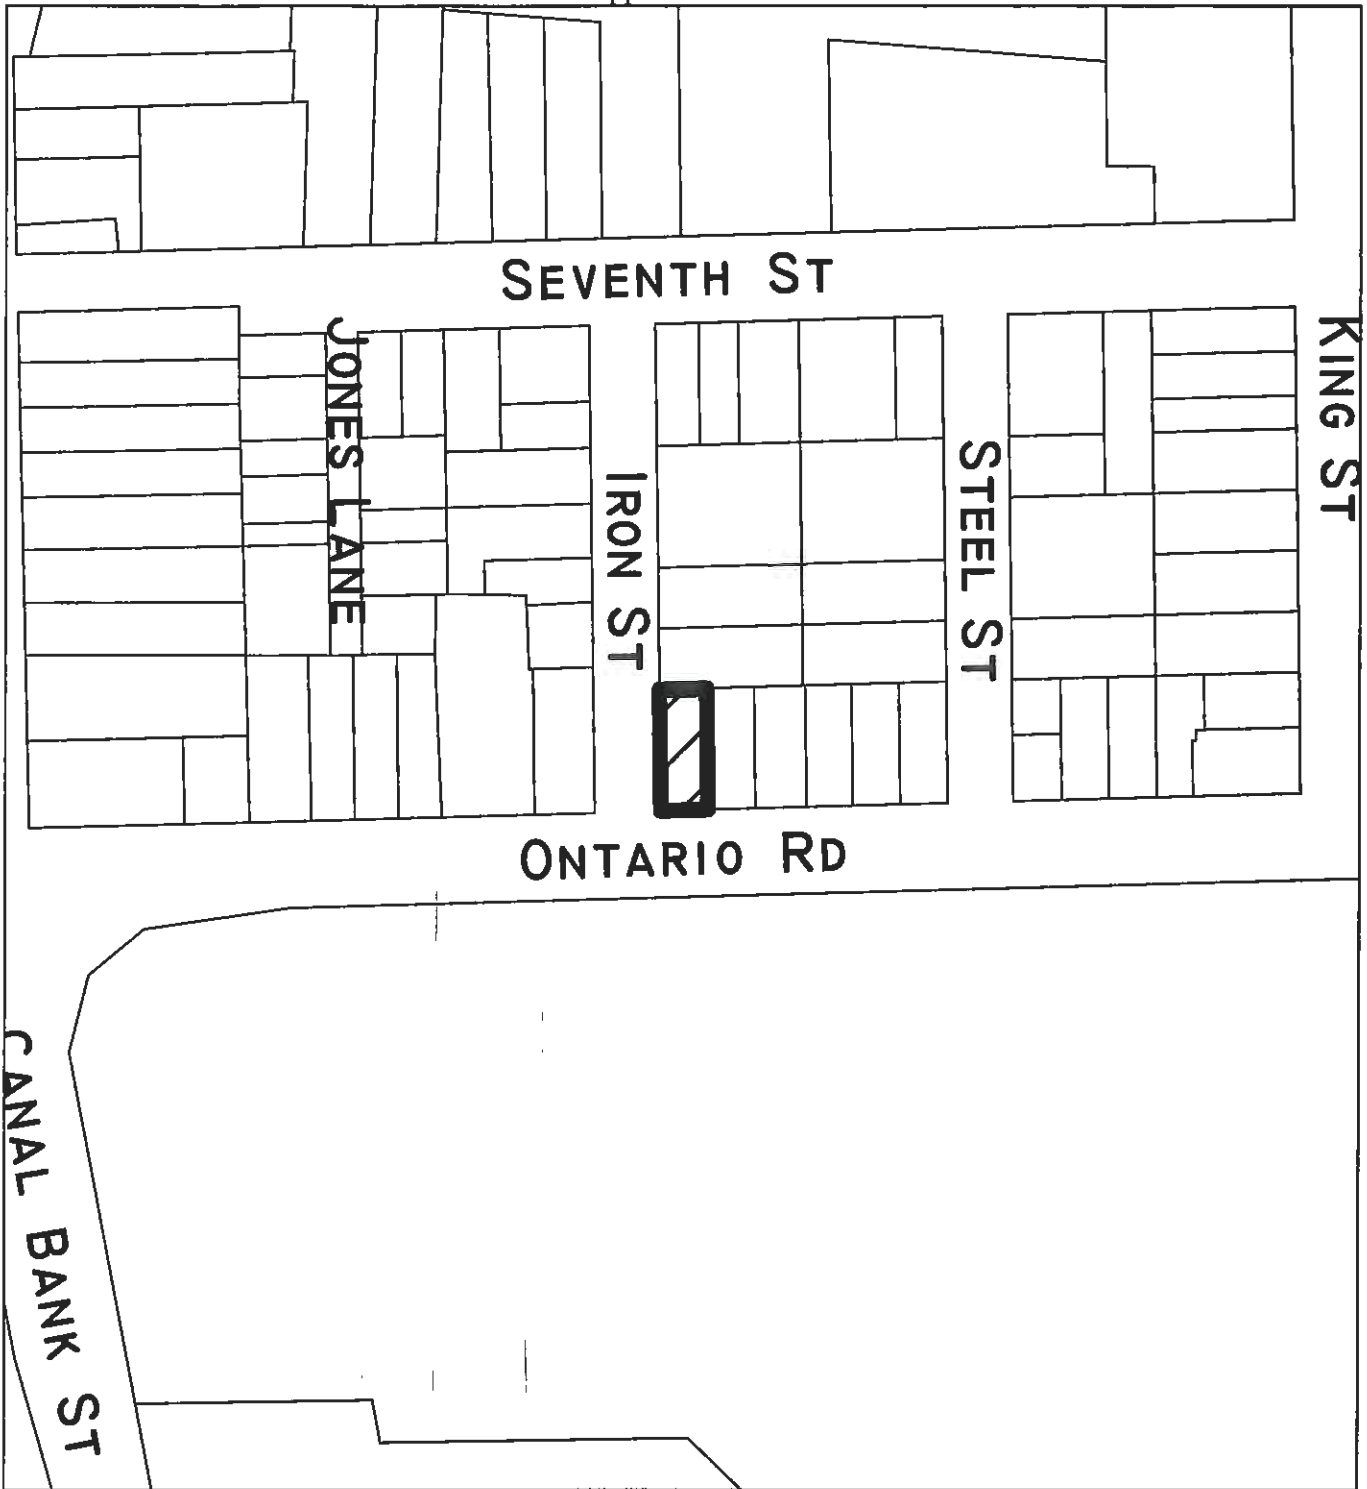 SEVENTH ST
JONES LANE
IRON ST
STEEL ST
KING ST
ONTARIO RD
CANAL BANK ST